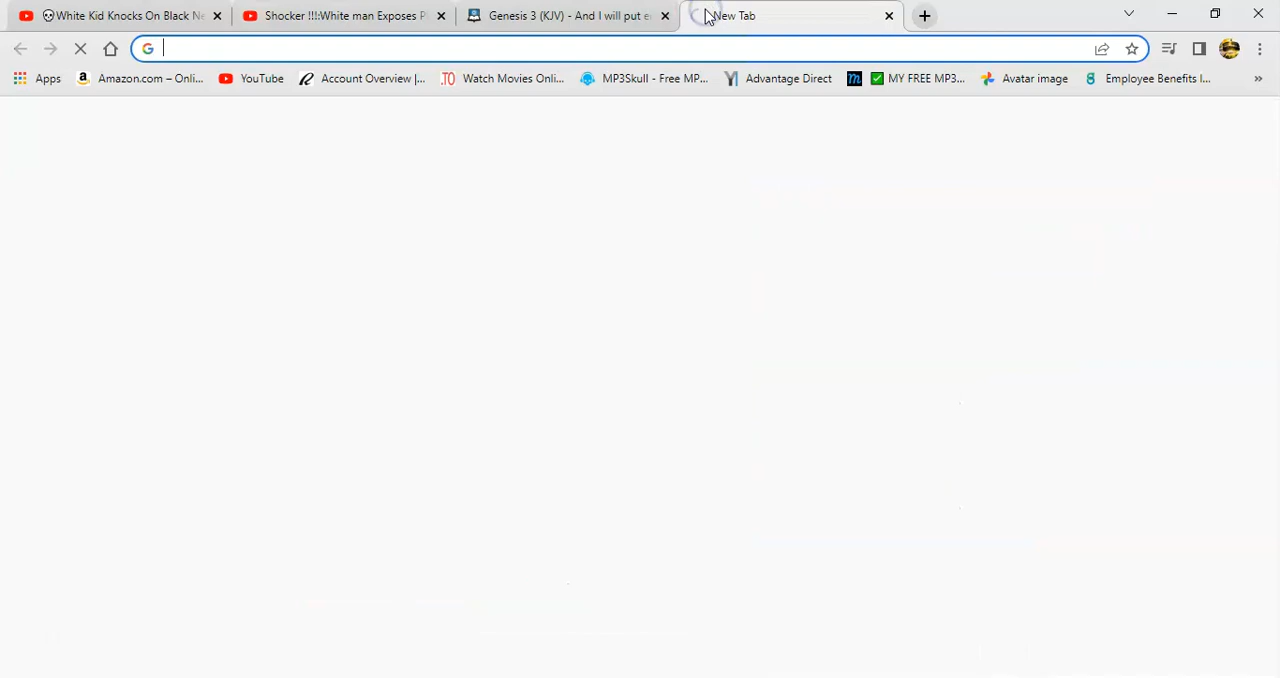 💀White Kid Knocks On Black Ne
Shocker !!!:White man Exposes P
Genesis 3 (KJV) - And I will put e
New Tab
Apps
Amazon.com – Onli...
YouTube
Account Overview |...
Watch Movies Onli...
MP3Skull - Free MP...
Advantage Direct
✅ MY FREE MP3...
Avatar image
Employee Benefits I...